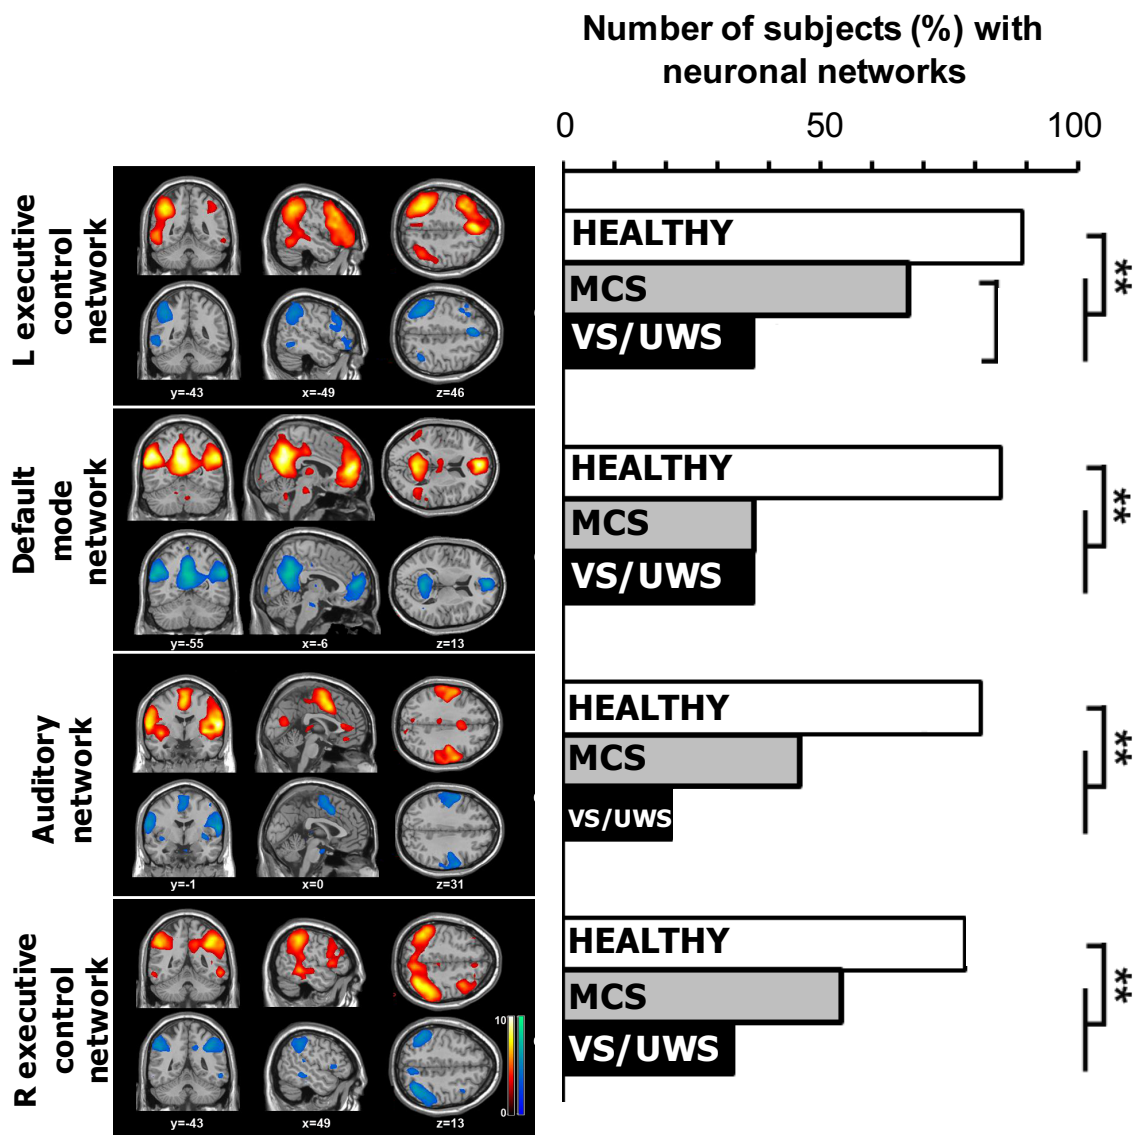 Number of subjects (%) with
neuronal networks
0 50 100
L executive
control
network
HEALTHY
MCS
VS/UWS
**
y=-43 x=-49 z=46
Default
mode
network
HEALTHY
MCS
VS/UWS
**
y=-55 x=-6 z=13
Auditory
network
HEALTHY
MCS
VS/UWS
**
y=-1 x=0 z=31
R executive
control
network
HEALTHY
MCS
VS/UWS
**
10
0
y=-43 x=49 z=13